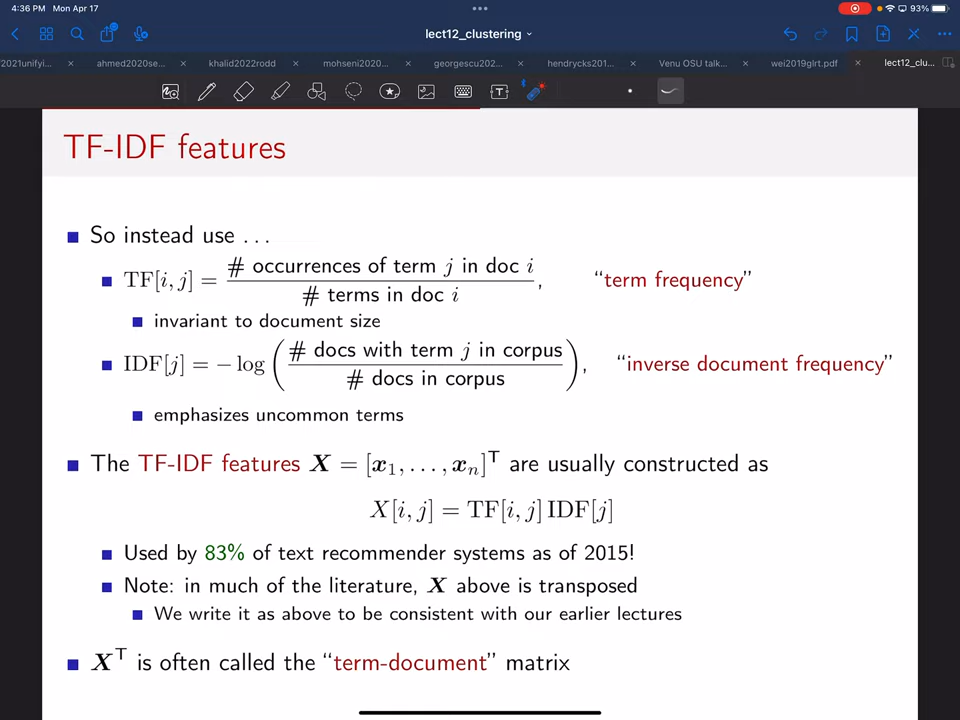 4:36 PM Mon Apr 17
93%
lect12_clustering
2021unifyi...
ahmed2020se...
khalid2022rodd
mohseni2020...
georgescu202...
hendrycks201...
Venu OSU talk...
wei2019glrt.pdf
lect12_clu...
TF-IDF features
So instead use . . .
TF[i, j] = # occurrences of term j in doc i / # terms in doc i, “term frequency”
invariant to document size
IDF[j] = − log (# docs with term j in corpus / # docs in corpus), “inverse document frequency”
emphasizes uncommon terms
The TF-IDF features X = [x₁, . . . , xₙ]ᵀ are usually constructed as
X[i, j] = TF[i, j] IDF[j]
Used by 83% of text recommender systems as of 2015!
Note: in much of the literature, X above is transposed
We write it as above to be consistent with our earlier lectures
Xᵀ is often called the “term-document” matrix